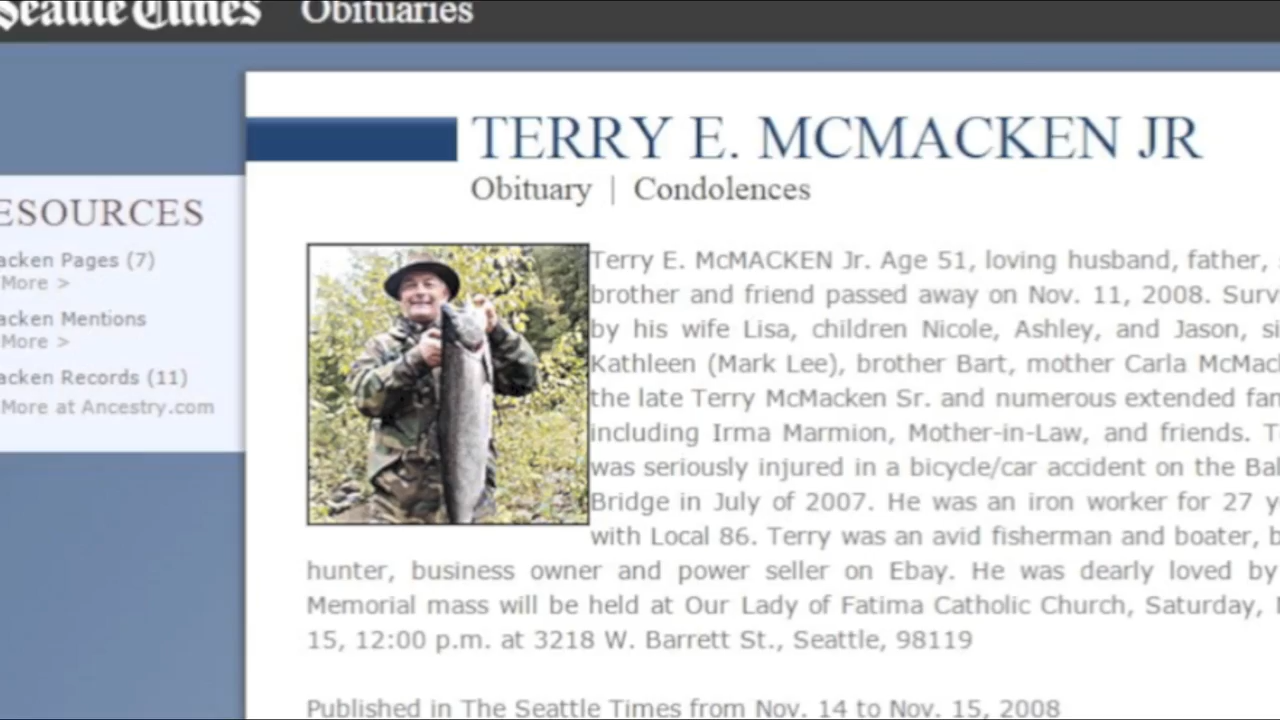 Seattle Times Obituaries
TERRY E. MCMACKEN JR
Obituary | Condolences
ESOURCES
acken Pages (7)
More >
acken Mentions
More >
acken Records (11)
More at Ancestry.com
Terry E. McMACKEN Jr. Age 51, loving husband, father,
brother and friend passed away on Nov. 11, 2008. Surv
by his wife Lisa, children Nicole, Ashley, and Jason, si
Kathleen (Mark Lee), brother Bart, mother Carla McMac
the late Terry McMacken Sr. and numerous extended fam
including Irma Marmion, Mother-in-Law, and friends. T
was seriously injured in a bicycle/car accident on the Bal
Bridge in July of 2007. He was an iron worker for 27 y
with Local 86. Terry was an avid fisherman and boater, b
hunter, business owner and power seller on Ebay. He was dearly loved by
Memorial mass will be held at Our Lady of Fatima Catholic Church, Saturday,
15, 12:00 p.m. at 3218 W. Barrett St., Seattle, 98119
Published in The Seattle Times from Nov. 14 to Nov. 15, 2008